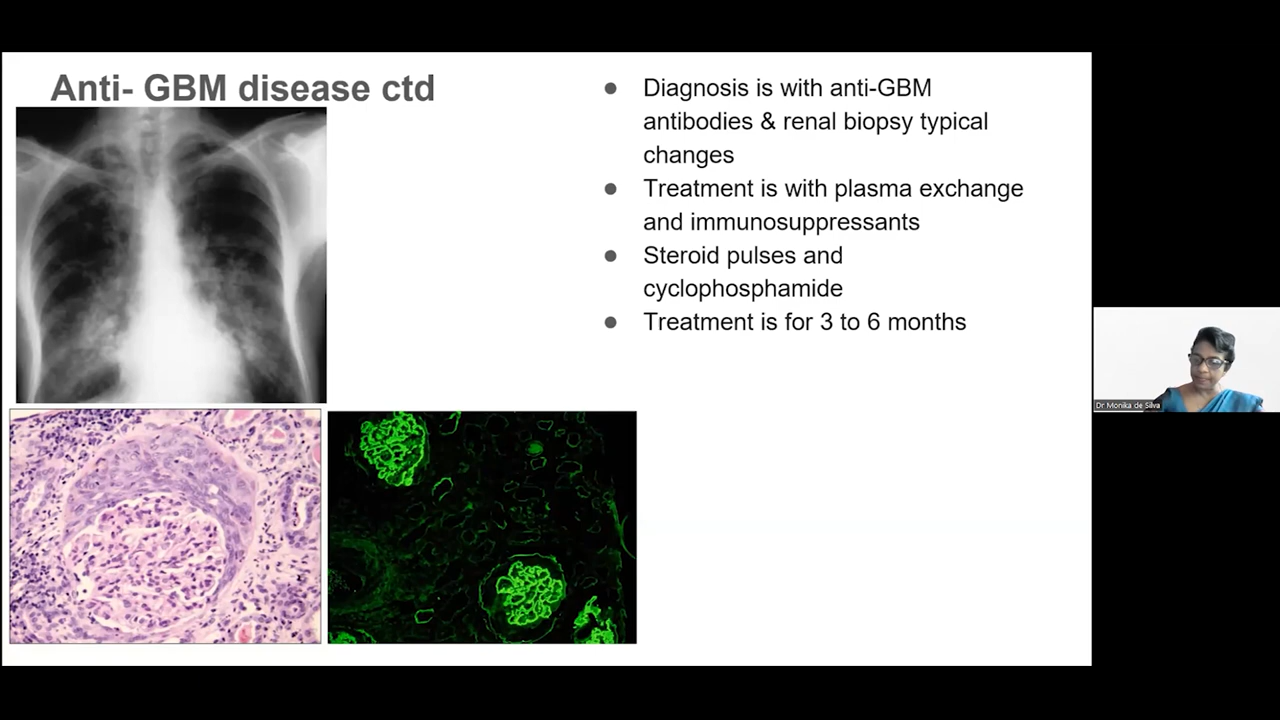 Anti- GBM disease ctd
● Diagnosis is with anti-GBM
antibodies & renal biopsy typical
changes
● Treatment is with plasma exchange
and immunosuppressants
● Steroid pulses and
cyclophosphamide
● Treatment is for 3 to 6 months
Dr Monika de Silva